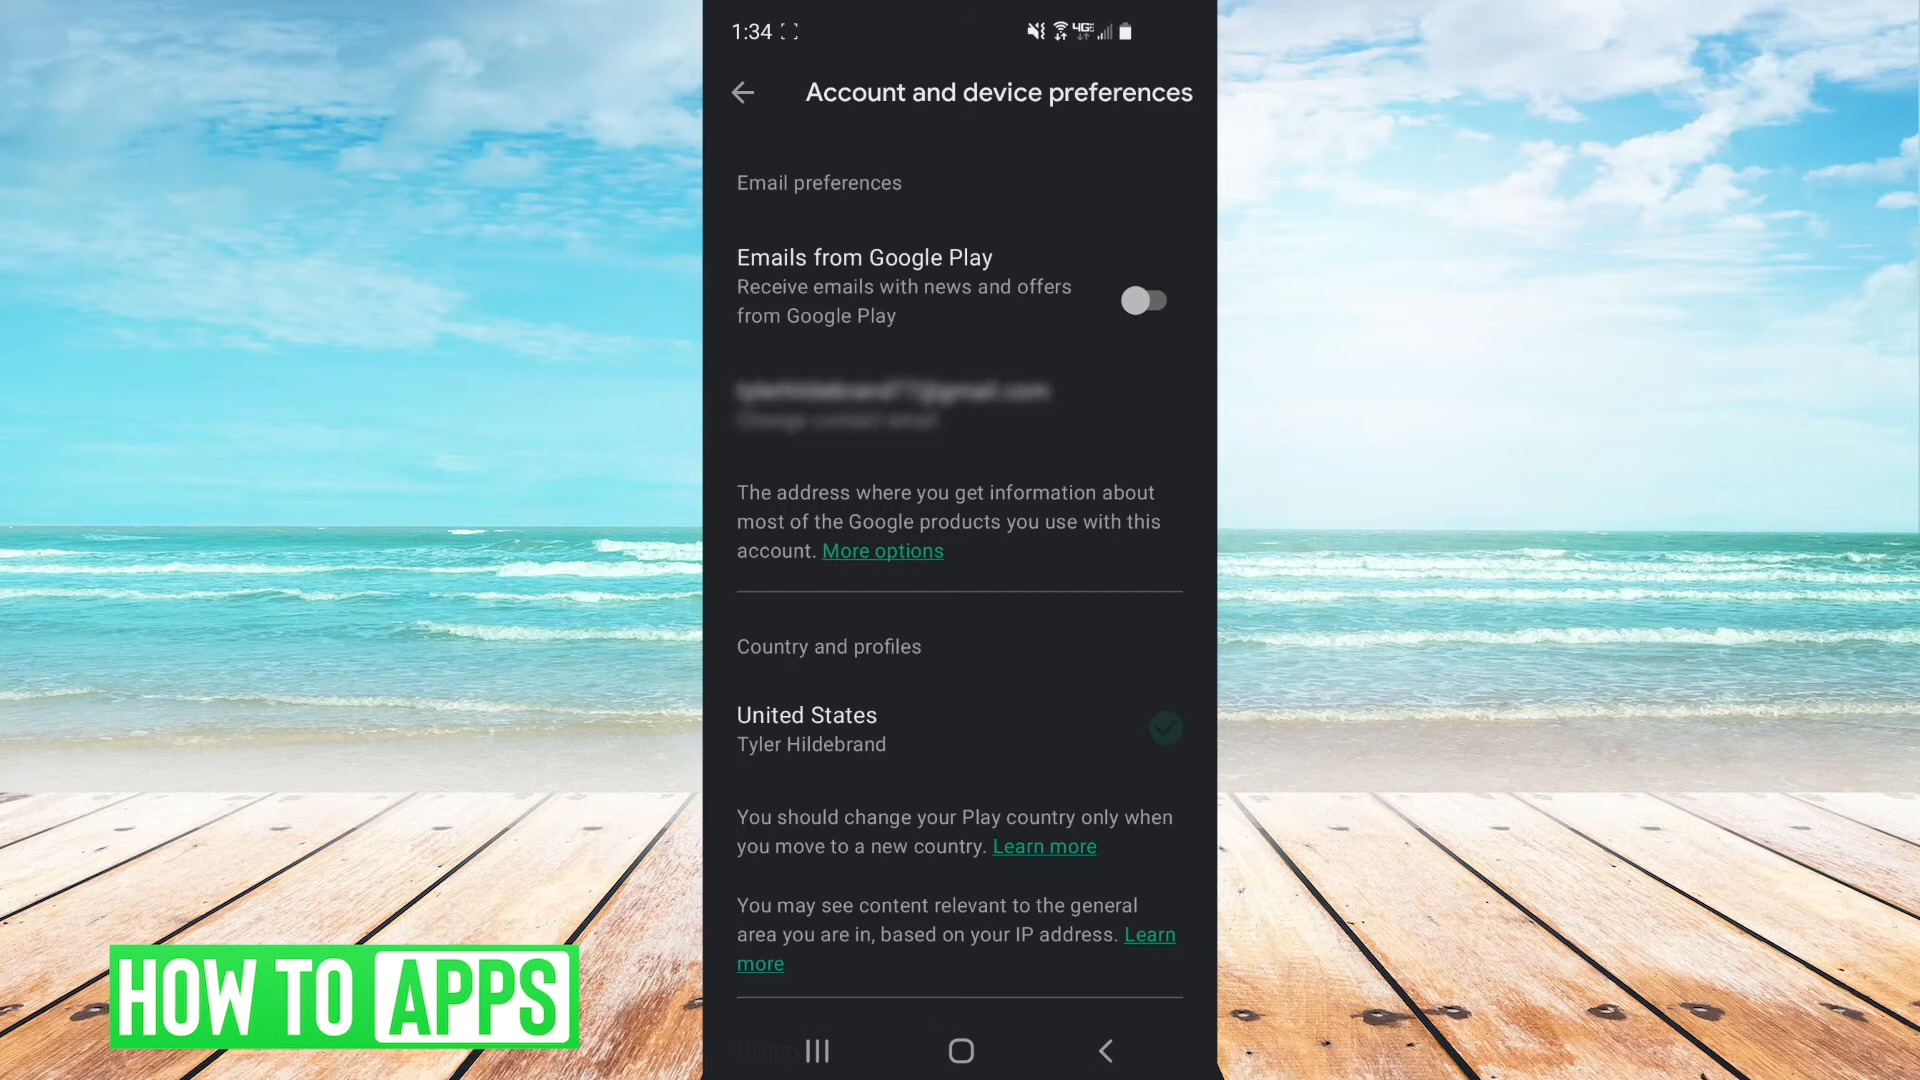 1:34
4GE
Account and device preferences
Email preferences
Emails from Google Play
Receive emails with news and offers
from Google Play
The address where you get information about
most of the Google products you use with this
account. More options
Country and profiles
United States
Tyler Hildebrand
You should change your Play country only when
you move to a new country. Learn more
You may see content relevant to the general
area you are in, based on your IP address. Learn
more
History
HOW TO APPS